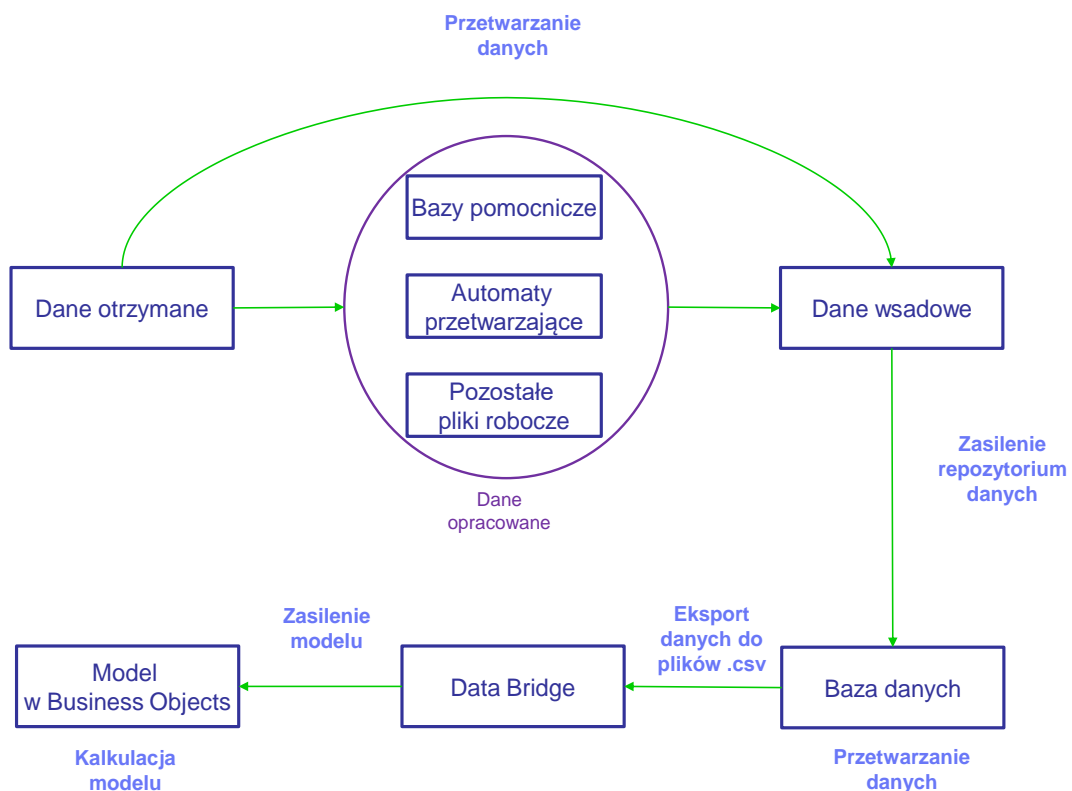 Przetwarzanie
danych
Bazy pomocnicze
Dane otrzymane
Automaty
przetwarzające
Dane wsadowe
Pozostałe
pliki robocze
Dane
opracowane
Zasilenie
repozytorium
danych
Zasilenie
modelu
Eksport
danych do
plików .csv
Model
w Business Objects
Data Bridge
Baza danych
Kalkulacja
modelu
Przetwarzanie
danych